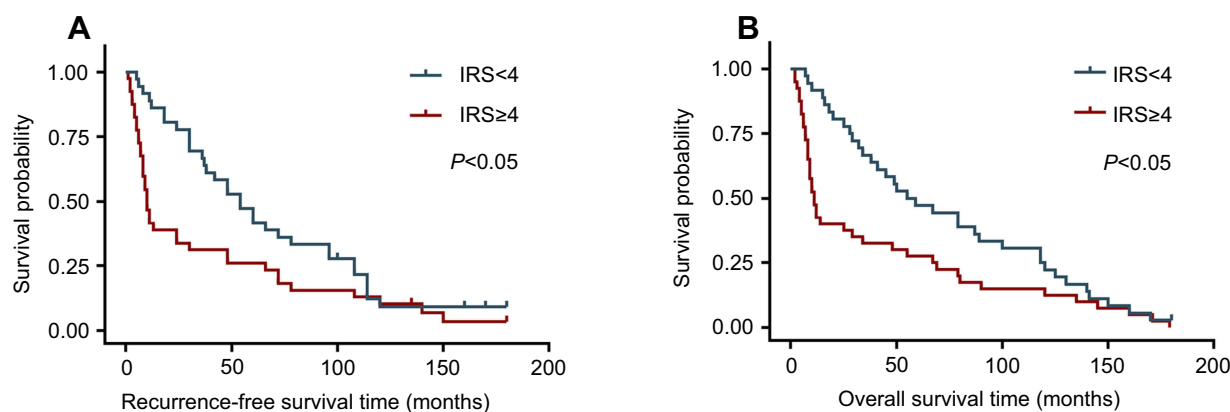 A
Survival probability
1.00
0.75
0.50
0.25
0.00
IRS<4
IRS≥4
P<0.05
0 50 100 150 200
Recurrence-free survival time (months)
B
Survival probability
1.00
0.75
0.50
0.25
0.00
IRS<4
IRS≥4
P<0.05
0 50 100 150 200
Overall survival time (months)